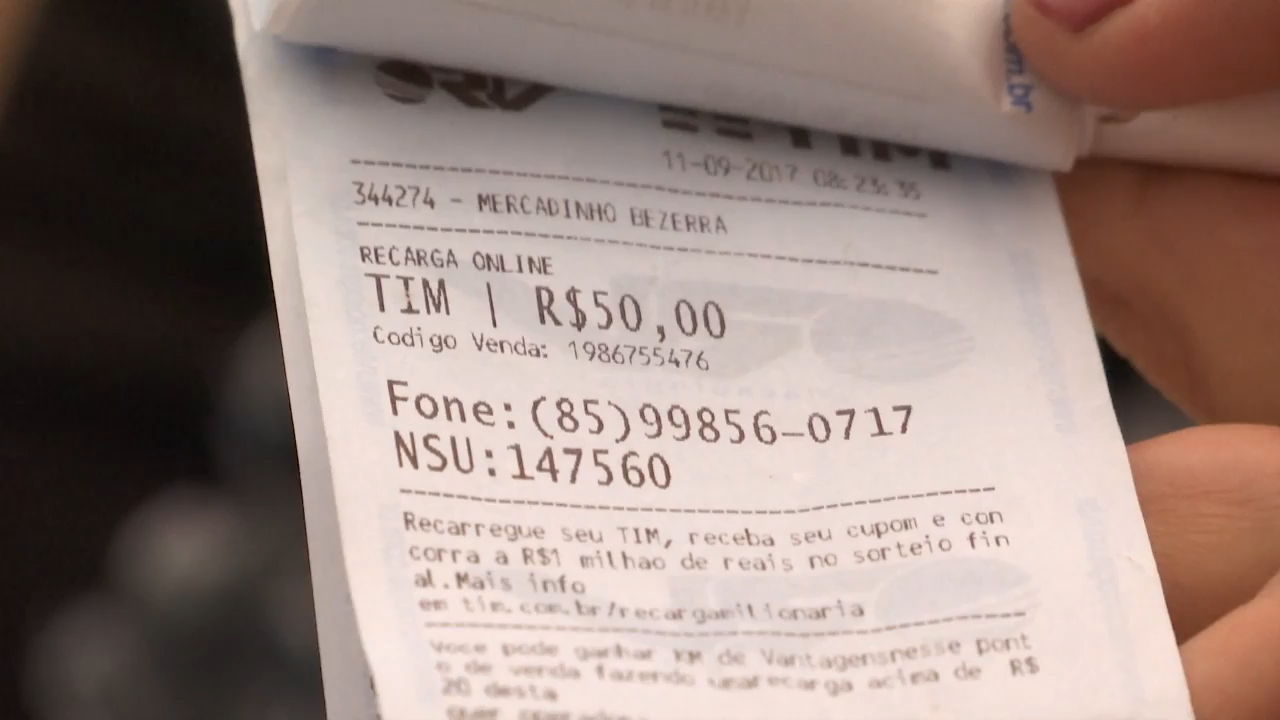 TIM
11-09-2017 08:23:35
344274 - MERCADINHO BEZERRA
RECARGA ONLINE
TIM | R$50,00
Codigo Venda: 1986755476
Fone:(85)99856-0717
NSU:147560
Recarregue seu TIM, receba seu cupom e con
corra a R$1 milhao de reais no sorteio fin
al.Mais info
em tim.com.br/recargamilionaria
Voce pode ganhar KM de Vantagensnesse pont
o de venda fazendo umarecarga acima de R$
20 desta